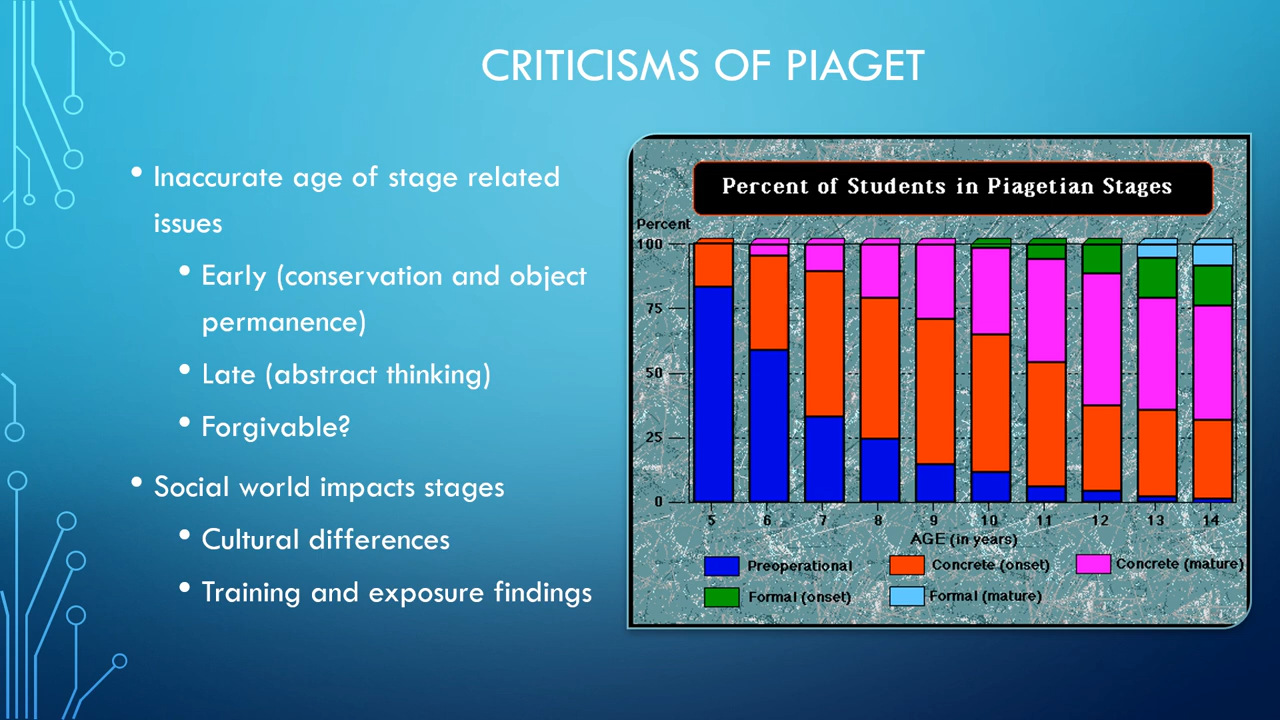 CRITICISMS OF PIAGET
• Inaccurate age of stage related
issues
• Early (conservation and object
permanence)
• Late (abstract thinking)
• Forgivable?
• Social world impacts stages
• Cultural differences
• Training and exposure findings
Percent of Students in Piagetian Stages
Percent
100
75
50
25
0
5 6 7 8 9 10 11 12 13 14
AGE (in years)
Preoperational Concrete (onset) Concrete (mature)
Formal (onset) Formal (mature)